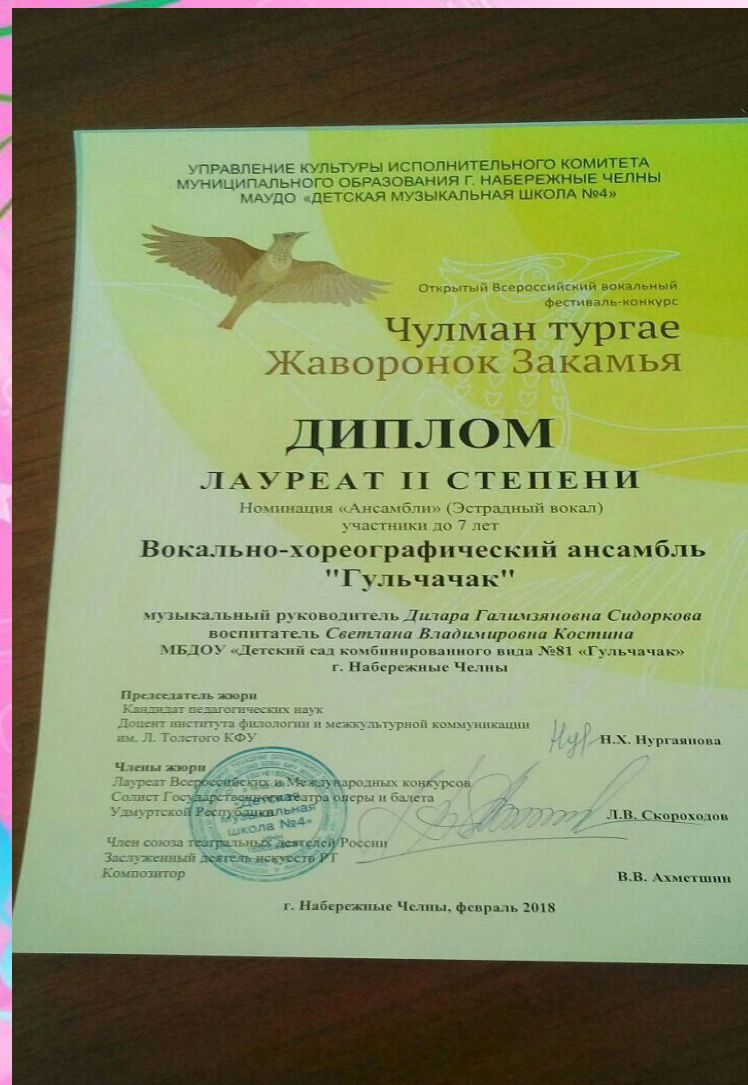 УПРАВЛЕНИЕ КУЛЬТУРЫ ИСПОЛНИТЕЛЬНОГО КОМИТЕТА
МУНИЦИПАЛЬНОГО ОБРАЗОВАНИЯ Г. НАБЕРЕЖНЫЕ ЧЕЛНЫ
МАУДО «ДЕТСКАЯ МУЗЫКАЛЬНАЯ ШКОЛА №4»
Открытый Всероссийский вокальный
фестиваль-конкурс
Чулман тургае
Жаворонок Закамья
ДИПЛОМ
ЛАУРЕАТ II СТЕПЕНИ
Номинация «Ансамбли» (Эстрадный вокал)
участники до 7 лет
Вокально-хореографический ансамбль
"Гульчачак"
музыкальный руководитель Дилара Галимзяновна Сидоркова
воспитатель Светлана Владимировна Костина
МБДОУ «Детский сад комбинированного вида №81 «Гульчачак»
г. Набережные Челны
Председатель жюри
Кандидат педагогических наук
Доцент института филологии и межкультурной коммуникации
им. Л. Толстого КФУ
Н.Х. Нургаянова
Члены жюри
Лауреат Всероссийских и Международных конкурсов
Солист Государственного театра оперы и балета
Удмуртской Республики
Л.В. Скороходов
Член союза театральных деятелей России
Заслуженный деятель искусств РТ
Композитор
В.В. Ахметшин
«Детская
музыкальная
школа №4»
г. Набережные Челны, февраль 2018